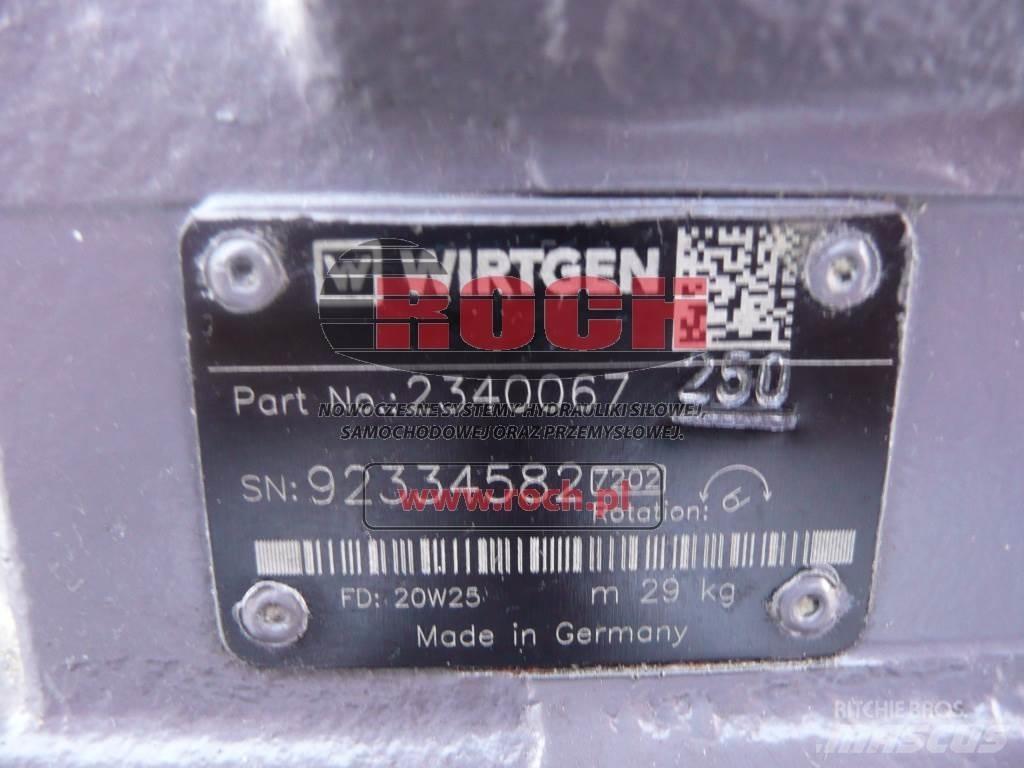 W WIRTGEN
ROCH
Part No.: 2340067 250
NOWOCZESNE SYSTEMY HYDRAULIKI SIŁOWEJ,
SAMOCHODOWEJ ORAZ PRZEMYSŁOWEJ.
SN: 92334582 7202
www.roch.pl
Rotation:
FD: 20W25 m 29 kg
Made in Germany
RITCHIE BROS.
MASCUS